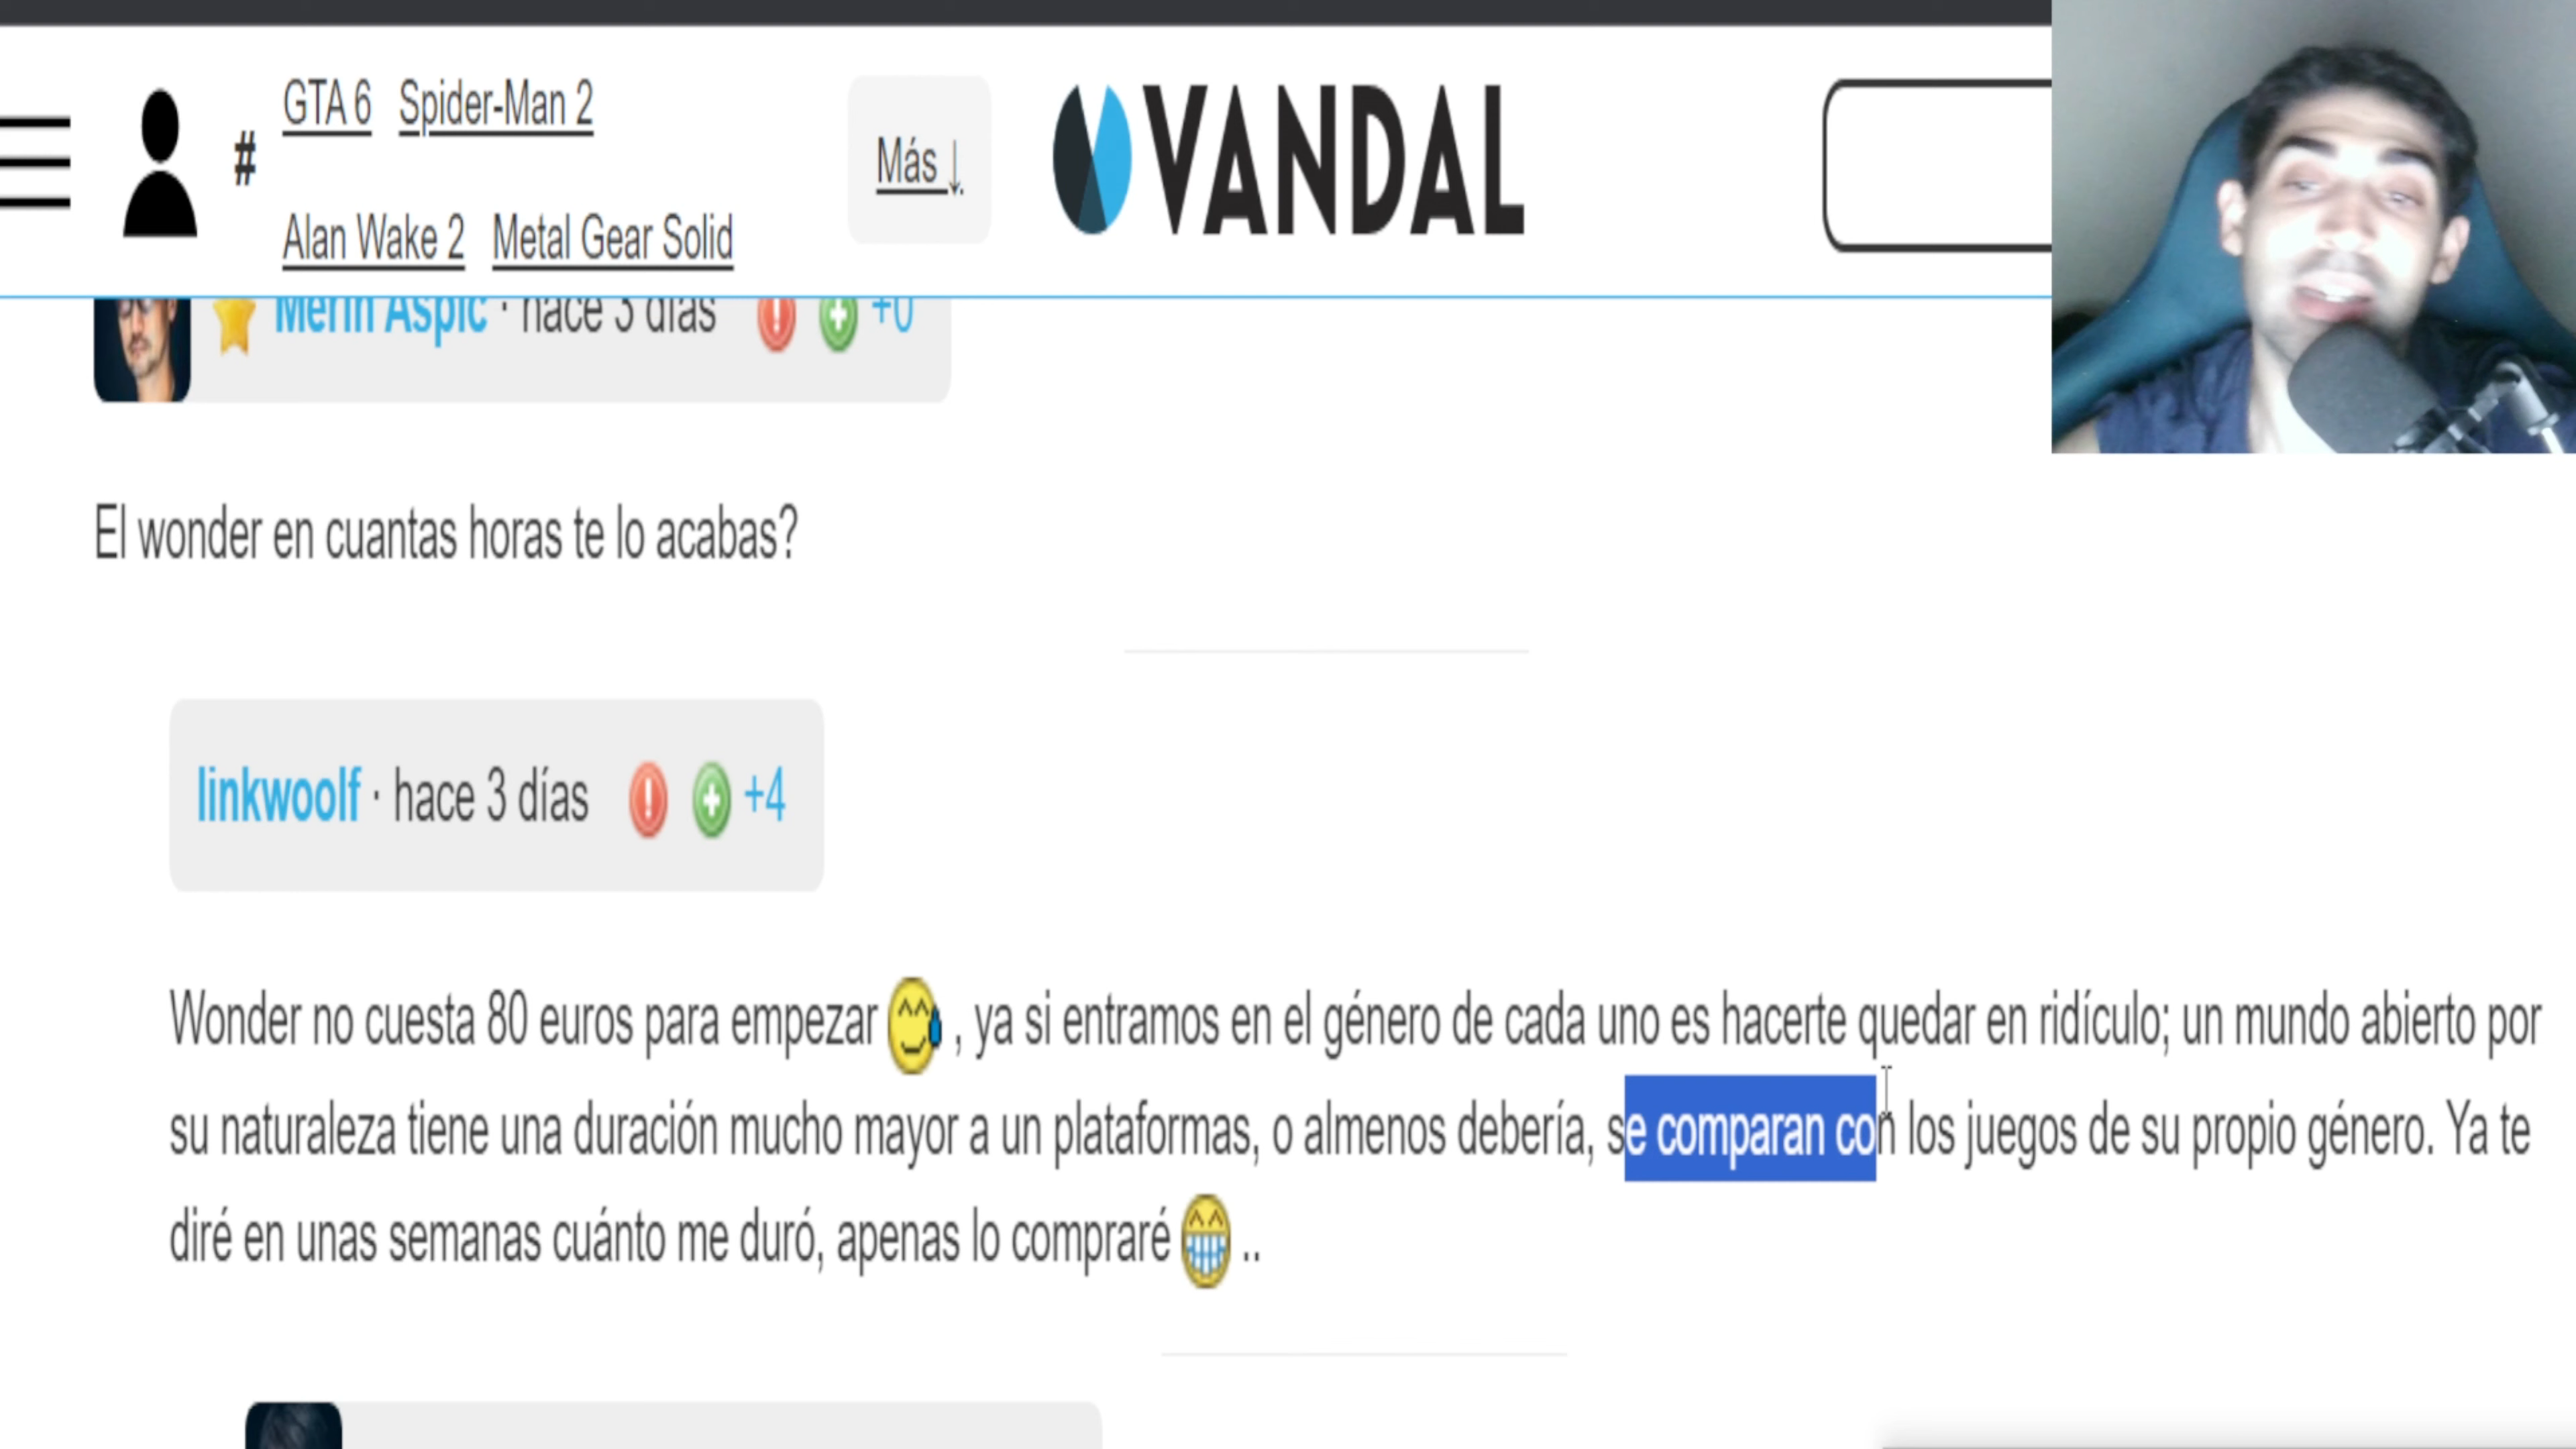 GTA 6 Spider-Man 2
#
Más ↓
VANDAL
Alan Wake 2 Metal Gear Solid
Merin Aspic · hace 3 días +0
El wonder en cuantas horas te lo acabas?
linkwoolf · hace 3 días +4
Wonder no cuesta 80 euros para empezar , ya si entramos en el género de cada uno es hacerte quedar en ridículo; un mundo abierto por
su naturaleza tiene una duración mucho mayor a un plataformas, o almenos debería, se comparan con los juegos de su propio género. Ya te
diré en unas semanas cuánto me duró, apenas lo compraré ..